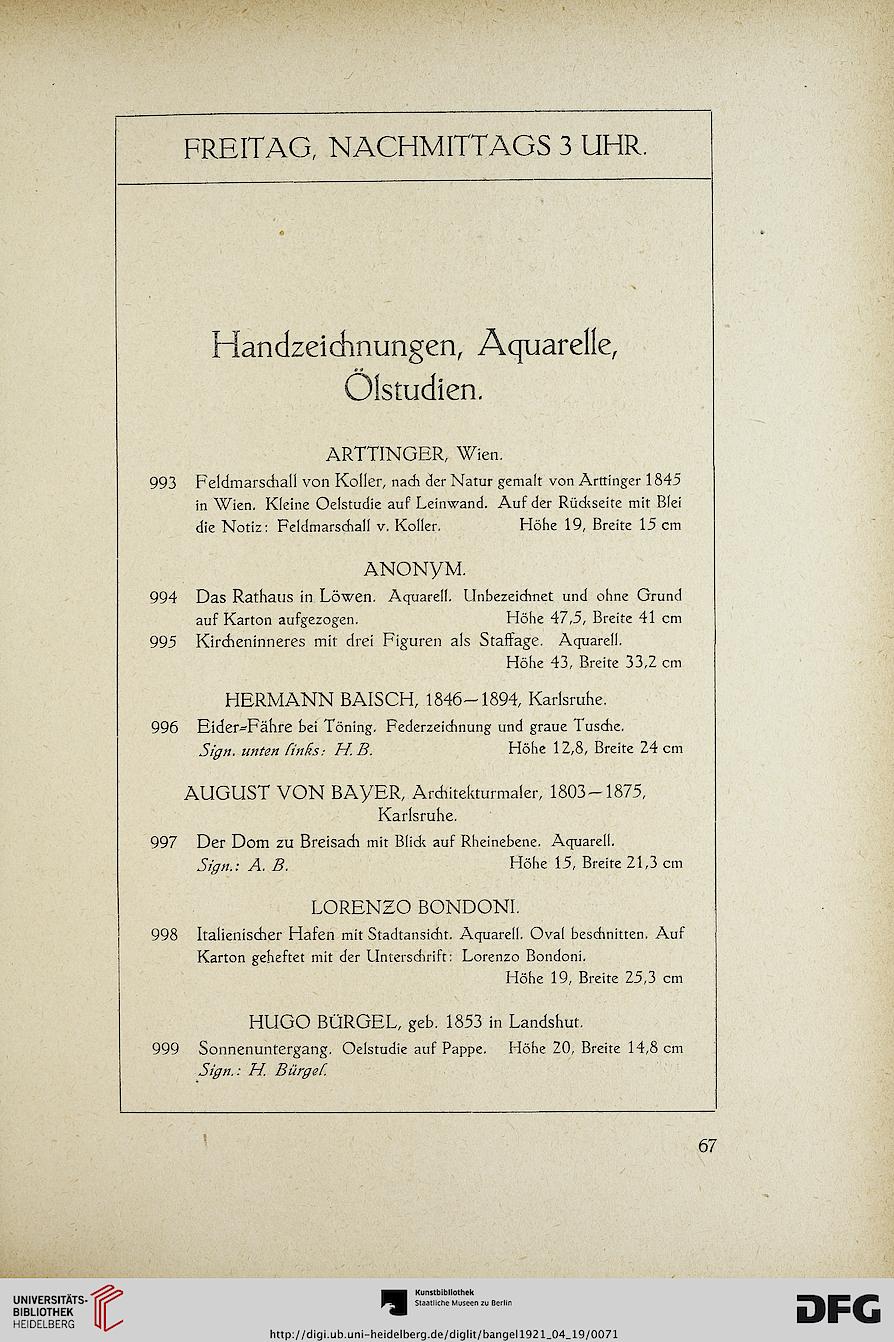 FREITAG, NACHMITTAGS 3 UHR.
Handzeichnungen, Aquarelle,
Ölstudien.
ARTTINGER, Wien.
993 Feldmarschall von Koller, nach der Natur gemalt von Arttinger 1845
in Wien. Kleine Oelstudie auf Leinwand. Auf der Rückseite mit Blei
die Notiz: Feldmarschall v. Koller. Höhe 19, Breite 15 cm
ANONYM.
994 Das Rathaus in Löwen. Aquarell. Unbezeichnet und ohne Grund
auf Karton aufgezogen. Höhe 47,5, Breite 41 cm
995 Kircheninneres mit drei Figuren als Staffage. Aquarell.
Höhe 43, Breite 33,2 cm
HERMANN BAISCH, 1846—1894, Karlsruhe.
996 Eider-Fähre bei Töning. Federzeichnung und graue Tusche.
Sign. unten links: H. B. Höhe 12,8, Breite 24 cm
AUGUST VON BAYER, Architekturmaler, 1803—1875,
Karlsruhe.
997 Der Dom zu Breisach mit Blick auf Rheinebene. Aquarell.
Sign.: A. B. Höhe 15, Breite 21,3 cm
LORENZO BONDONI.
998 Italienischer Hafen mit Stadtansicht. Aquarell. Oval beschnitten. Auf
Karton geheftet mit der Unterschrift: Lorenzo Bondoni.
Höhe 19, Breite 25,3 cm
HUGO BÜRGEL, geb. 1853 in Landshut.
999 Sonnenuntergang. Oelstudie auf Pappe. Höhe 20, Breite 14,8 cm
Sign.: H. Bürgel.
67
UNIVERSITÄTS-
BIBLIOTHEK
HEIDELBERG
Kunstbibliothek
Staatliche Museen zu Berlin
http://digi.ub.uni-heidelberg.de/diglit/bangel1921_04_19/0071
DFG